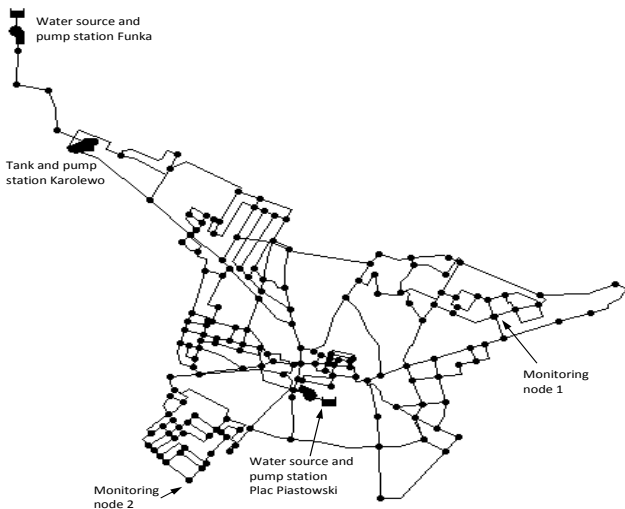 Water source and
pump station Funka
Tank and pump
station Karolewo
Monitoring
node 1
Water source and
pump station
Plac Piastowski
Monitoring
node 2